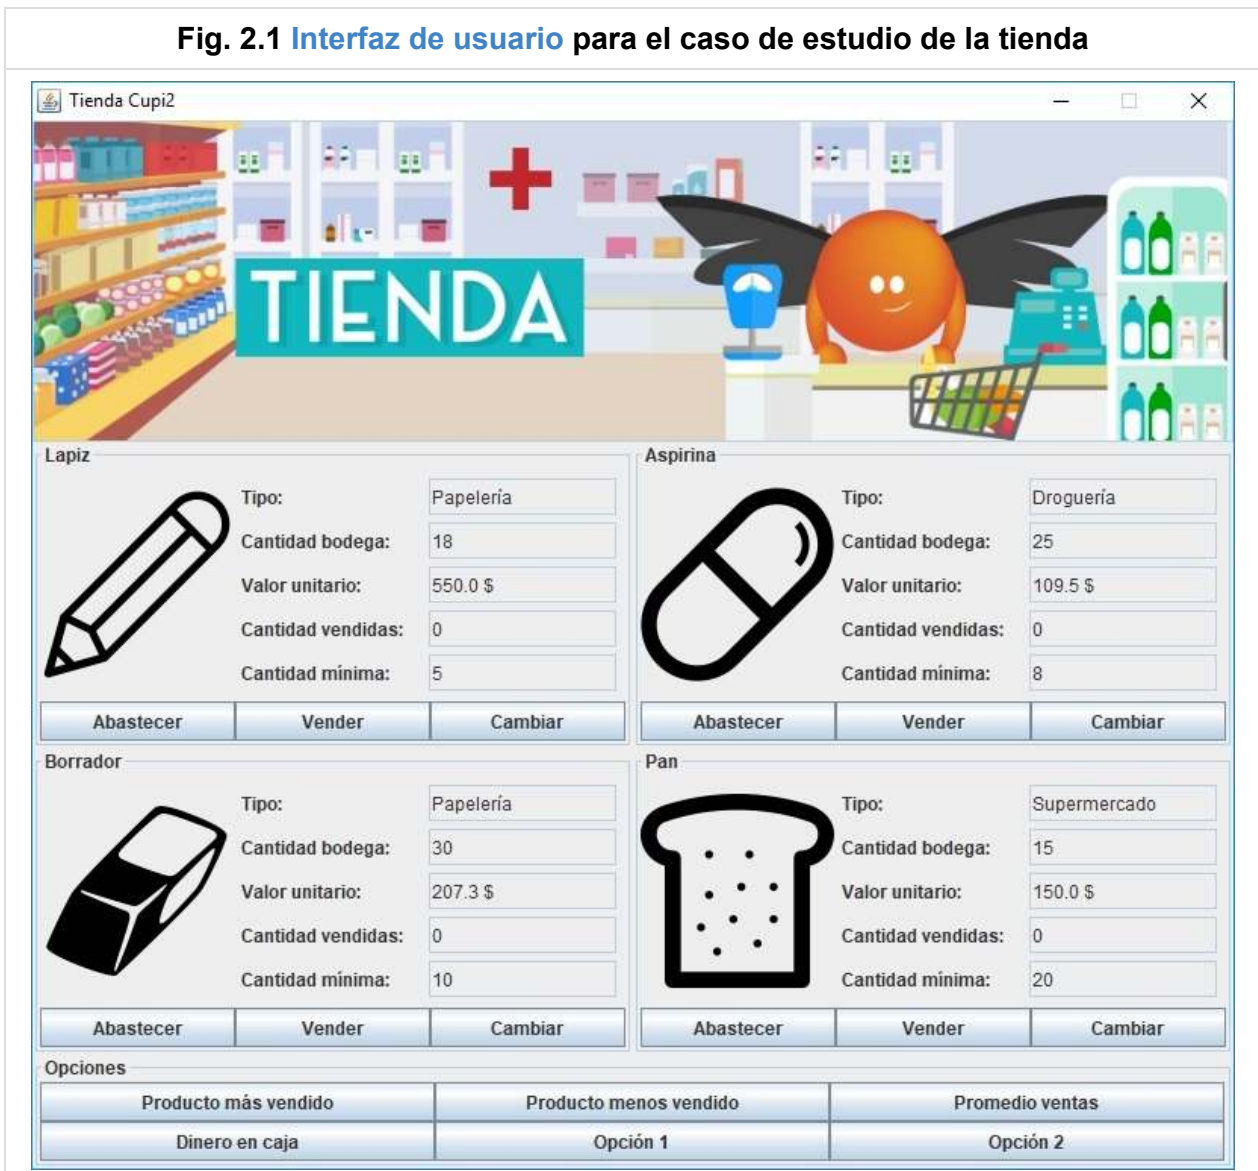 Fig. 2.1 Interfaz de usuario para el caso de estudio de la tienda
Tienda Cupi2
TIENDA
Lapiz
Tipo: Papelería
Cantidad bodega: 18
Valor unitario: 550.0 $
Cantidad vendidas: 0
Cantidad mínima: 5
Abastecer Vender Cambiar
Aspirina
Tipo: Droguería
Cantidad bodega: 25
Valor unitario: 109.5 $
Cantidad vendidas: 0
Cantidad mínima: 8
Abastecer Vender Cambiar
Borrador
Tipo: Papelería
Cantidad bodega: 30
Valor unitario: 207.3 $
Cantidad vendidas: 0
Cantidad mínima: 10
Abastecer Vender Cambiar
Pan
Tipo: Supermercado
Cantidad bodega: 15
Valor unitario: 150.0 $
Cantidad vendidas: 0
Cantidad mínima: 20
Abastecer Vender Cambiar
Opciones
Producto más vendido Producto menos vendido Promedio ventas
Dinero en caja Opción 1 Opción 2